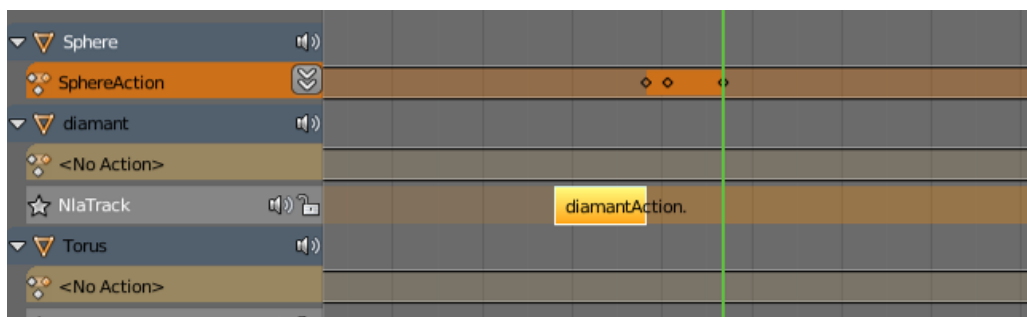 Sphere
SphereAction
diamant
<No Action>
NlaTrack
diamantAction.
Torus
<No Action>